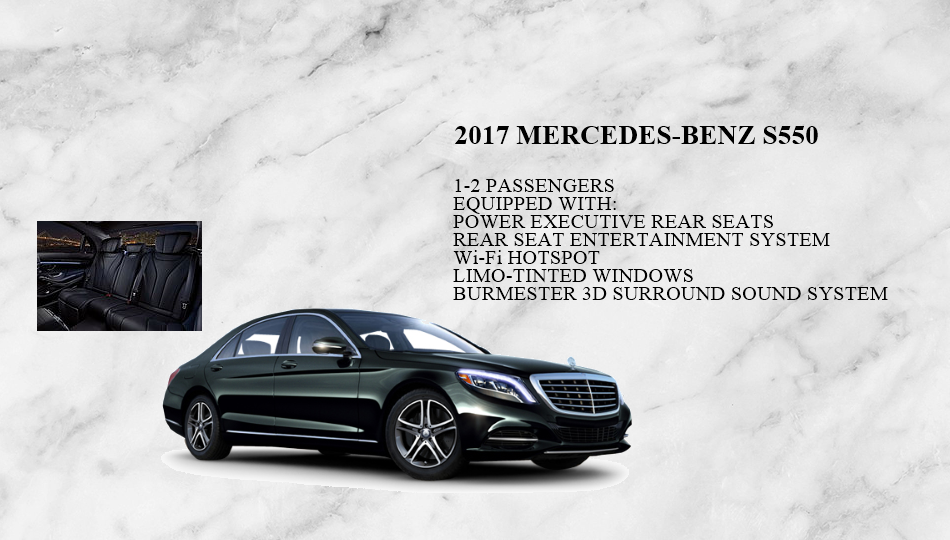 2017 MERCEDES-BENZ S550
1-2 PASSENGERS
EQUIPPED WITH:
POWER EXECUTIVE REAR SEATS
REAR SEAT ENTERTAINMENT SYSTEM
Wi-Fi HOTSPOT
LIMO-TINTED WINDOWS
BURMESTER 3D SURROUND SOUND SYSTEM